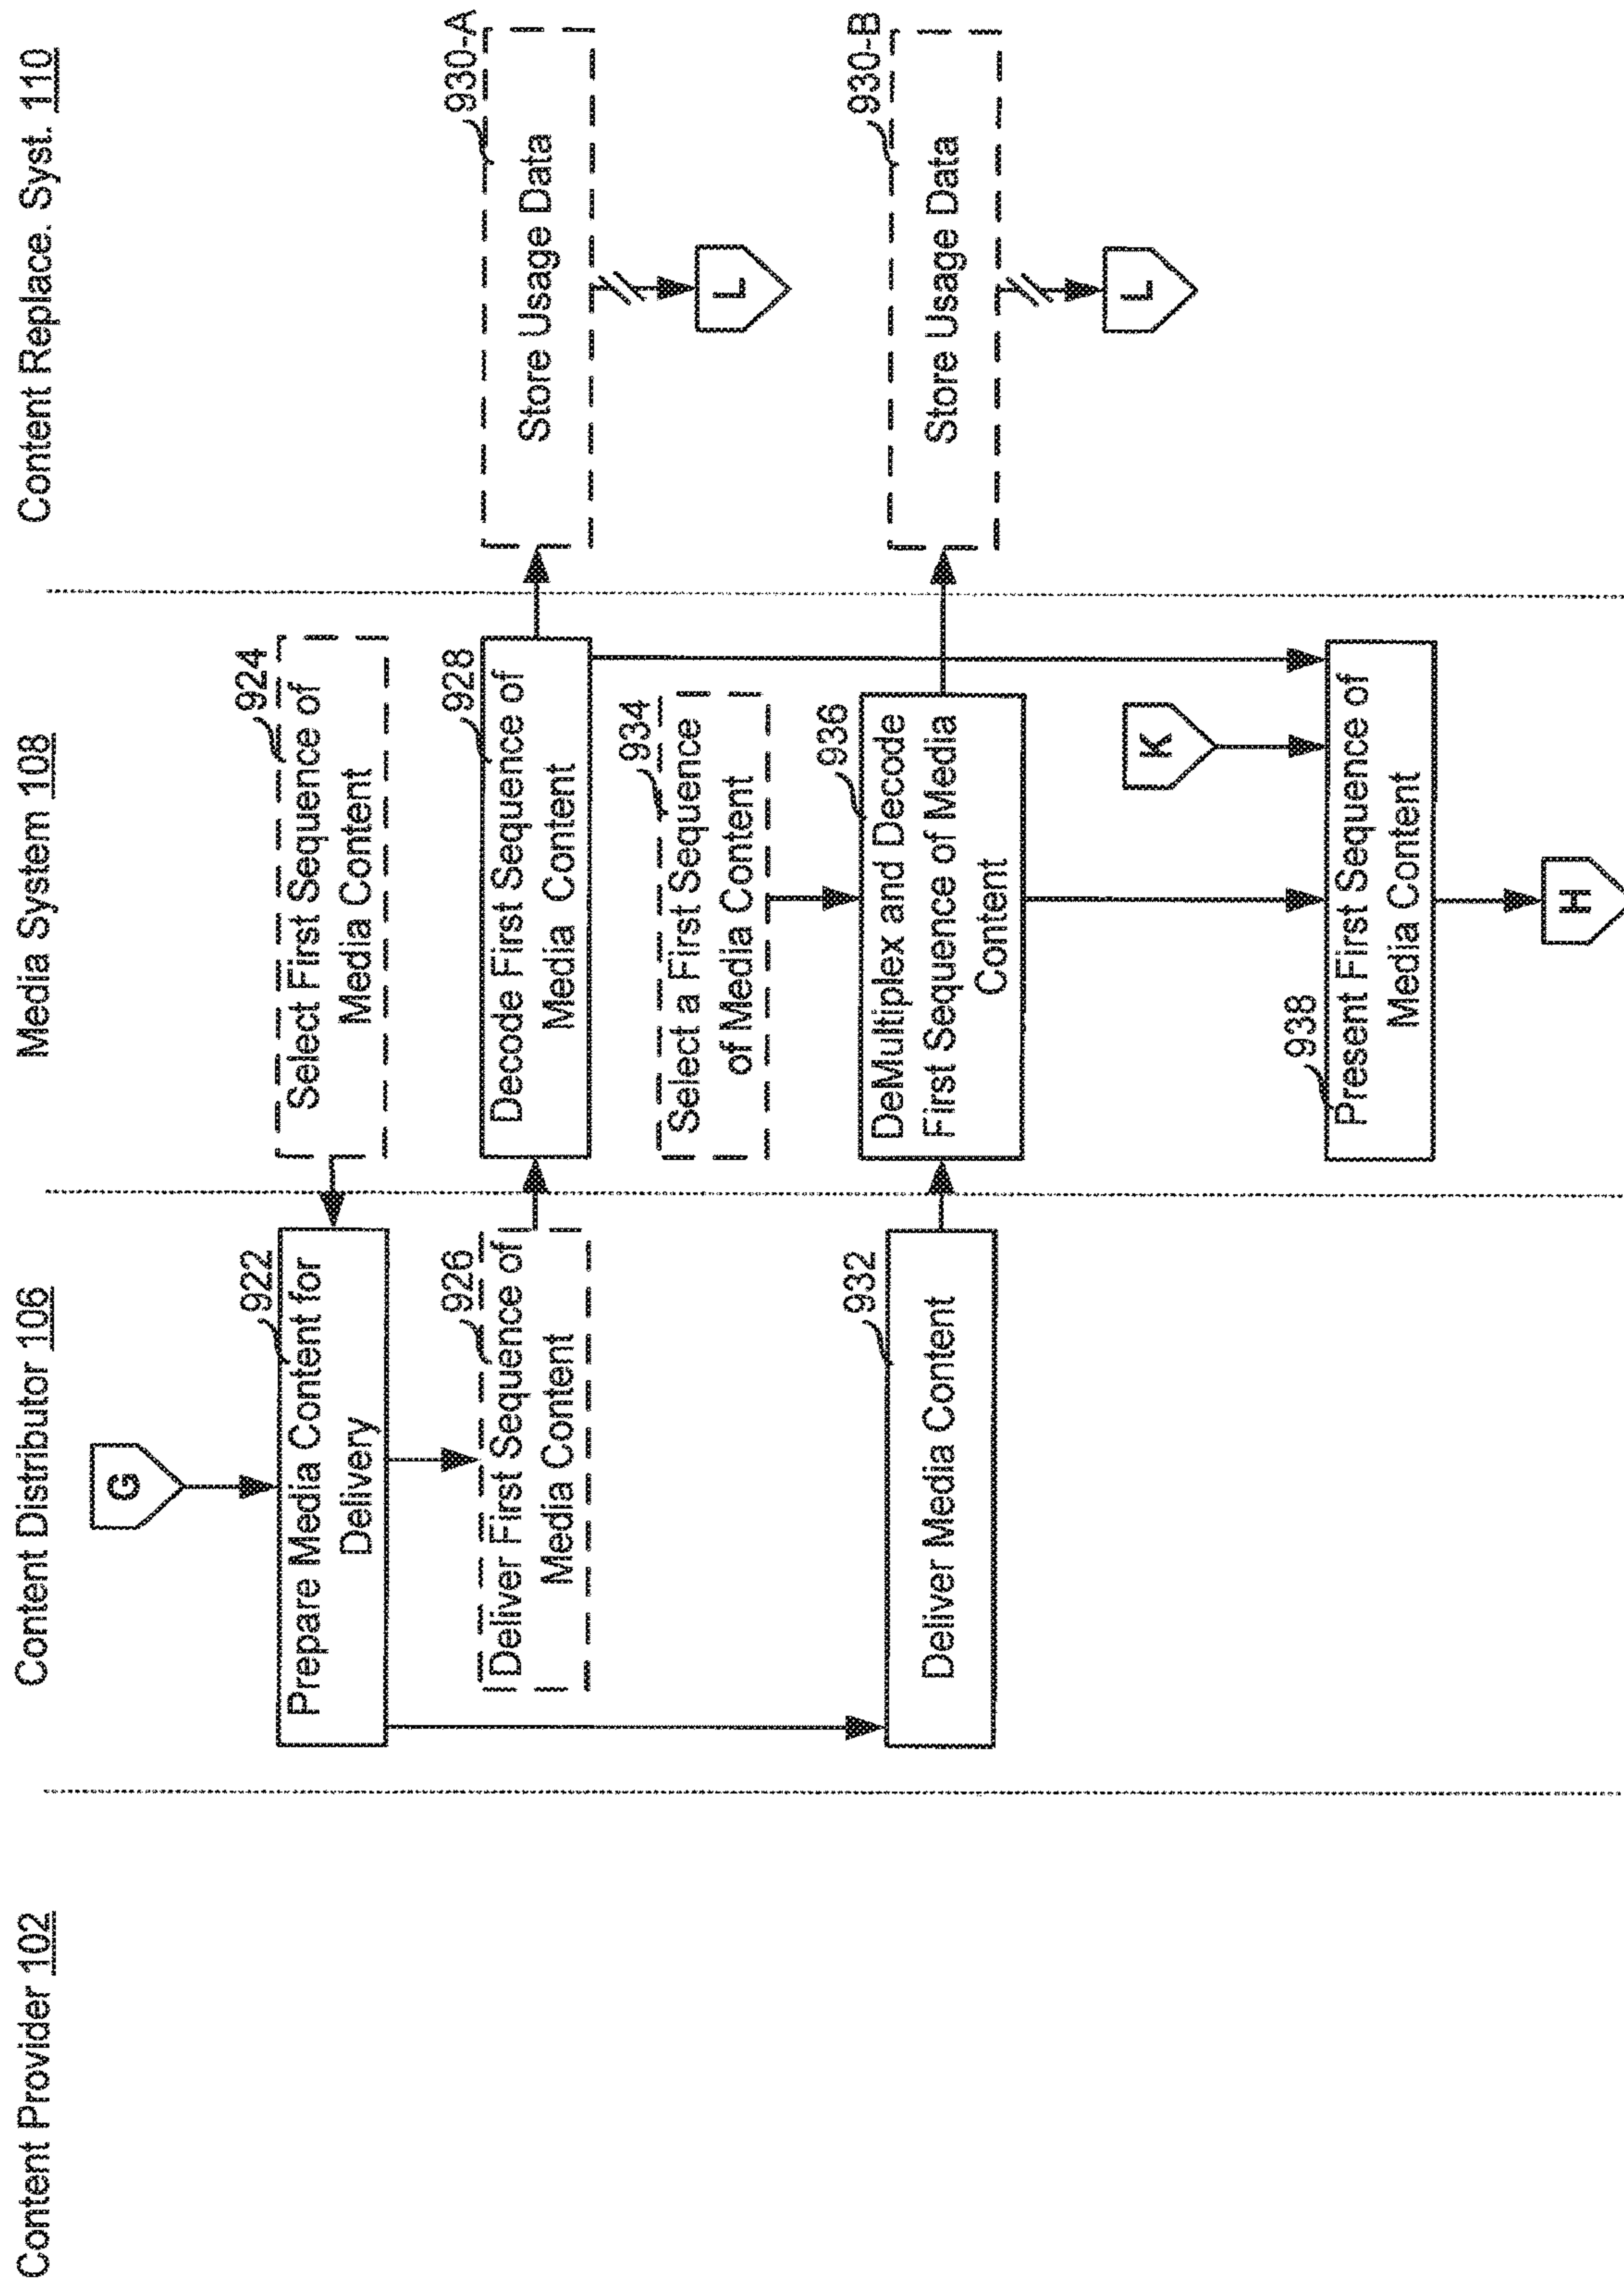 Content Provider 102
Content Distributor 106
Media System 108
Content Replace. Syst. 110
G
922
Prepare Media Content for
Delivery
924
Select First Sequence of
Media Content
926
Deliver First Sequence of
Media Content
928
Decode First Sequence of
Media Content
930-A
Store Usage Data
L
934
Select a First Sequence
of Media Content
932
Deliver Media Content
936
DeMultiplex and Decode
First Sequence of Media
Content
930-B
Store Usage Data
L
K
938
Present First Sequence of
Media Content
H